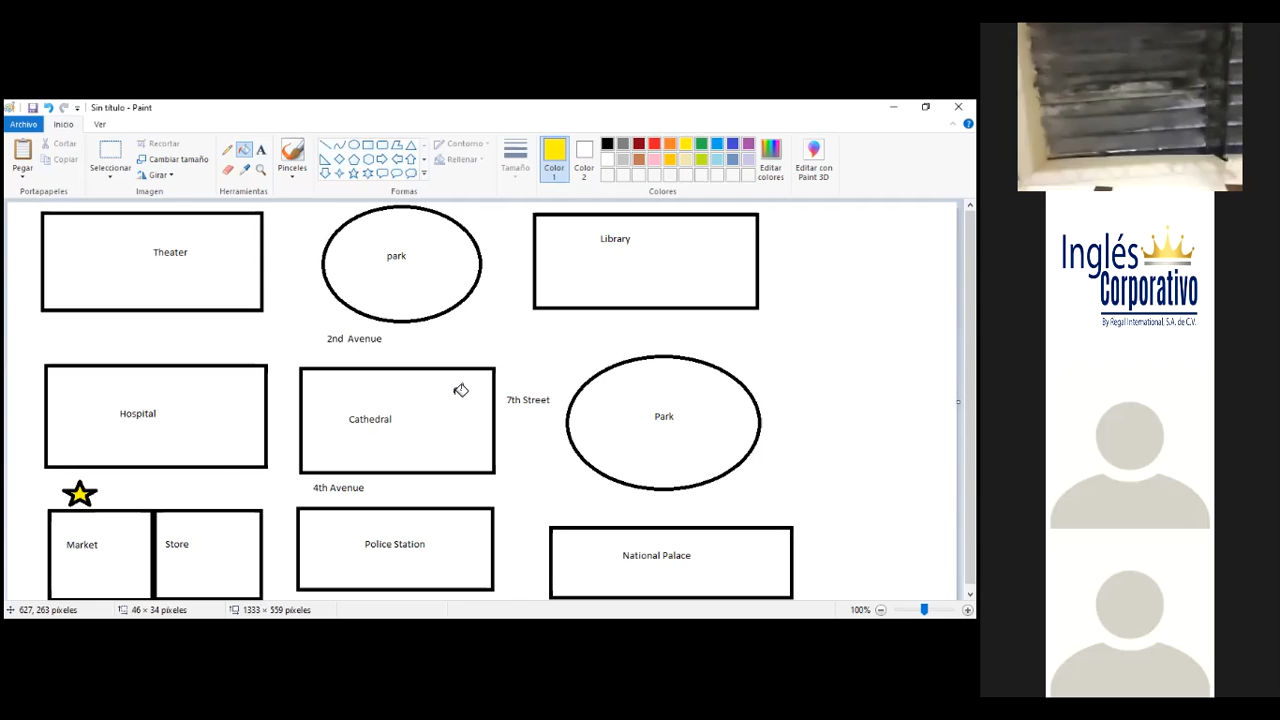 Sin título - Paint
Archivo Inicio Ver
Pegar
Cortar
Copiar
Portapapeles
Seleccionar
Recortar
Cambiar tamaño
Girar
Imagen
A
Herramientas
Pinceles
Contorno
Rellenar
Formas
Tamaño
Color 1
Color 2
Editar colores
Colores
Editar con Paint 3D
Theater
park
Library
2nd Avenue
Hospital
Cathedral
7th Street
Park
4th Avenue
Market
Store
Police Station
National Palace
627, 263 píxeles
46 × 34 píxeles
1333 × 559 píxeles
100%
Inglés
Corporativo
By Regal International, S.A. de C.V.